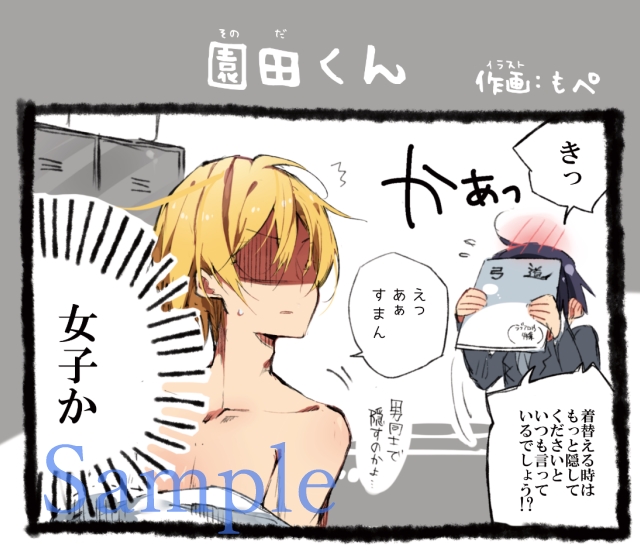 その だ
園田くん
イラスト
作画：もぺ
きっ
かあっ
弓道
着替える時は
もっと隠して
くださいと
いつも言って
いるでしょう!?
えっ
あぁ
すまん
男同士で
隠すのかよ…
女子か
Sample